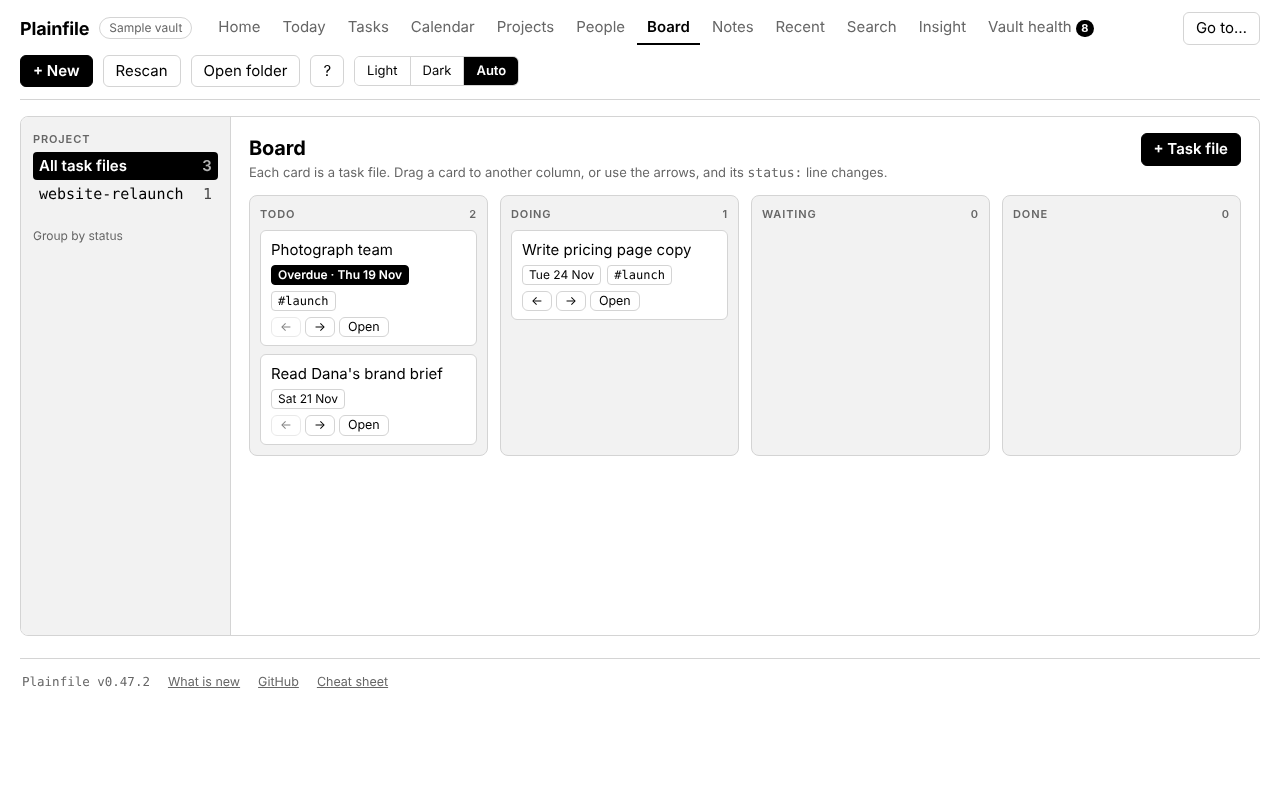 Plainfile Sample vault Home Today Tasks Calendar Projects People Board Notes Recent Search Insight Vault health 8 Go to…
+ New Rescan Open folder ? Light Dark Auto
PROJECT
All task files 3
website-relaunch 1
Group by status
Board
+ Task file
Each card is a task file. Drag a card to another column, or use the arrows, and its status: line changes.
TODO 2
Photograph team
Overdue · Thu 19 Nov
#launch
← → Open
Read Dana's brand brief
Sat 21 Nov
← → Open
DOING 1
Write pricing page copy
Tue 24 Nov #launch
← → Open
WAITING 0
DONE 0
Plainfile v0.47.2 What is new GitHub Cheat sheet